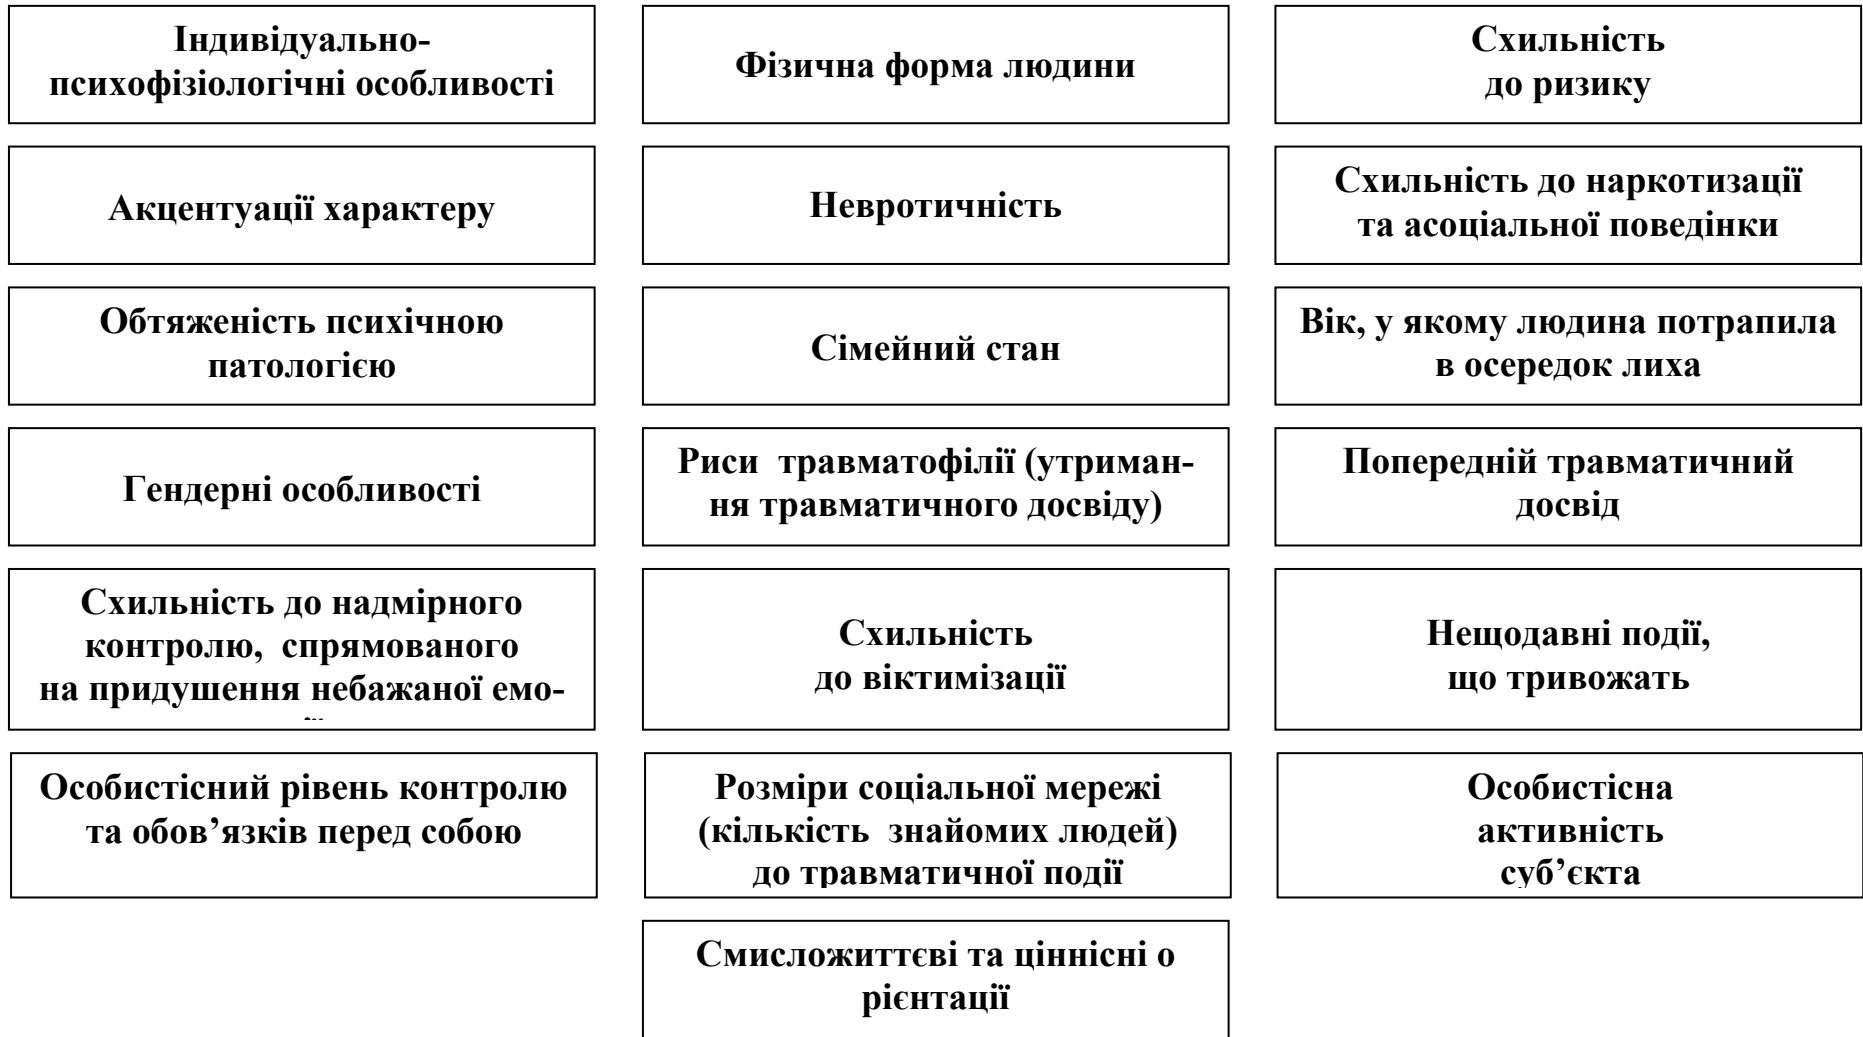 Індивідуально-
психофізіологічні особливості
Фізична форма людини
Схильність
до ризику
Акцентуації характеру
Невротичність
Схильність до наркотизації
та асоціальної поведінки
Обтяженість психічною
патологією
Сімейний стан
Вік, у якому людина потрапила
в осередок лиха
Гендерні особливості
Риси травматофілії (утриман-
ня травматичного досвіду)
Попередній травматичний
досвід
Схильність до надмірного
контролю, спрямованого
на придушення небажаної емо-
Схильність
до віктимізації
Нещодавні події,
що тривожать
Особистісний рівень контролю
та обов’язків перед собою
Розміри соціальної мережі
(кількість знайомих людей)
до травматичної події
Особистісна
активність
суб’єкта
Смисложиттєві та ціннісні о
рієнтації